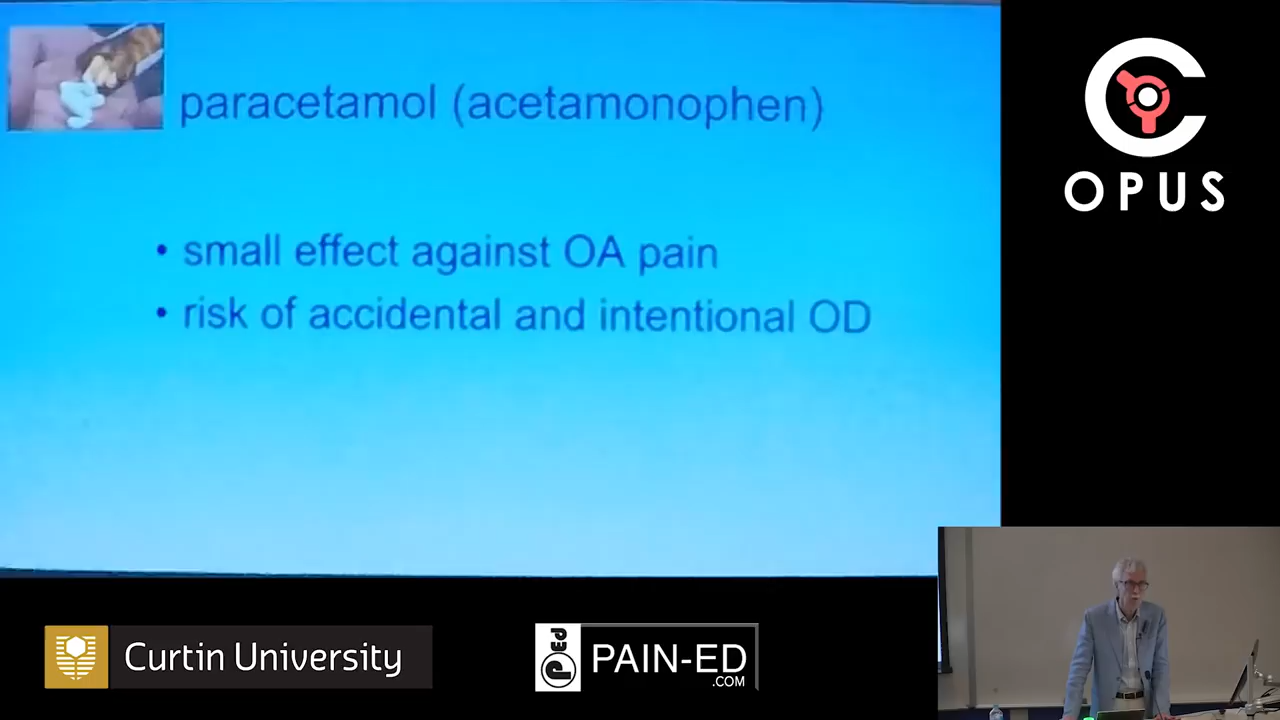 paracetamol (acetamonophen)
• small effect against OA pain
• risk of accidental and intentional OD
OPUS
Curtin University
PED
PAIN-ED
.COM